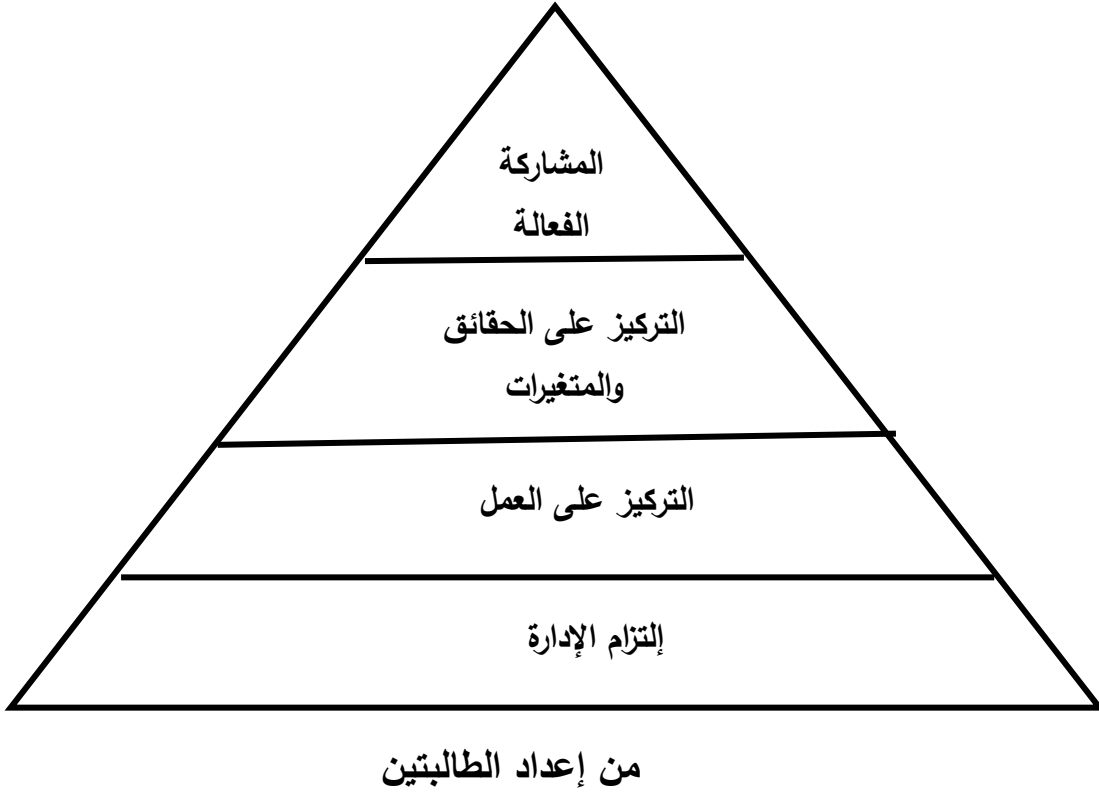 المشاركة
الفعالة
التركيز على الحقائق
والمتغيرات
التركيز على العمل
إلتزام الإدارة
من إعداد الطالبتين